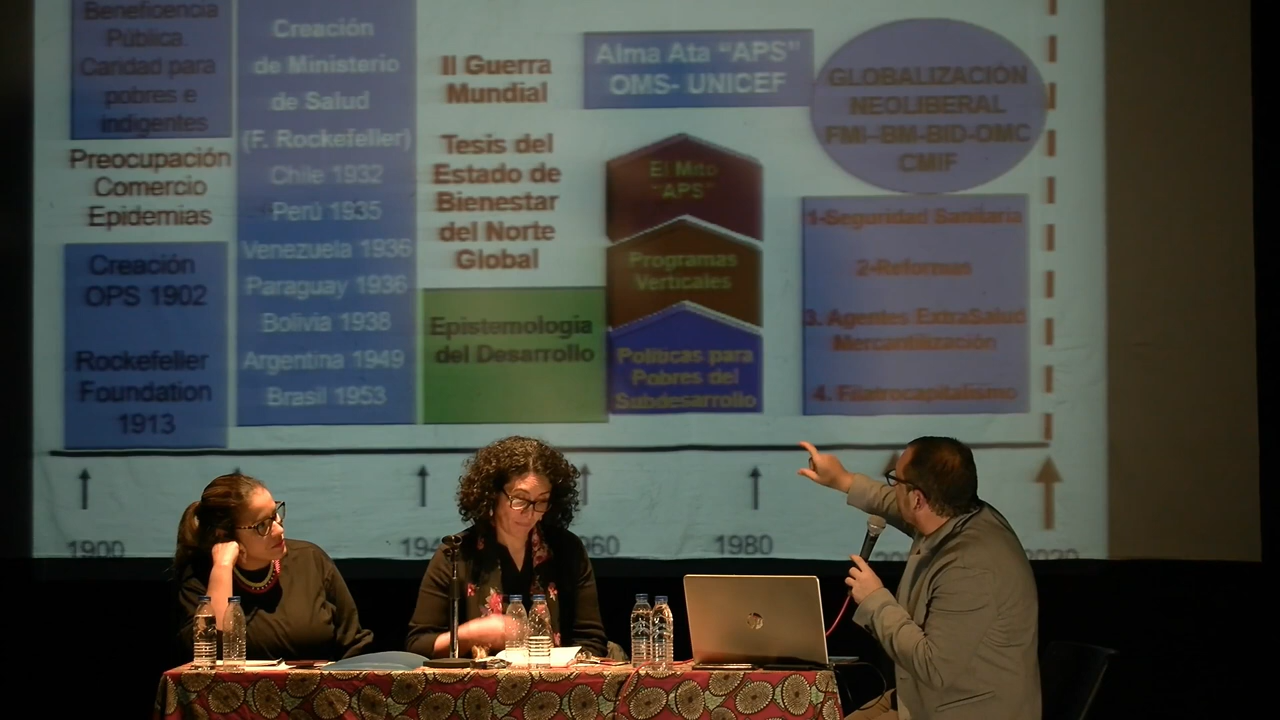 Beneficencia
Pública.
Caridad para
pobres e
indigentes
Preocupación
Comercio
Epidemias
Creación
OPS 1902
Rockefeller
Foundation
1913
Creación
de Ministerio
de Salud
(F. Rockefeller)
Chile 1932
Perú 1935
Venezuela 1936
Paraguay 1936
Bolivia 1938
Argentina 1949
Brasil 1953
II Guerra
Mundial
Tesis del
Estado de
Bienestar
del Norte
Global
Epistemología
del Desarrollo
Alma Ata “APS”
OMS- UNICEF
El Mito
“APS”
Programas
Verticales
Políticas para
Pobres del
Subdesarrollo
GLOBALIZACIÓN
NEOLIBERAL
FMI-BM-BID-OMC
CMIF
1-Seguridad Sanitaria
2-Reformas
3. Agentes ExtraSalud
Mercantilización
4. Filantrocapitalismo
1900
1980
hp